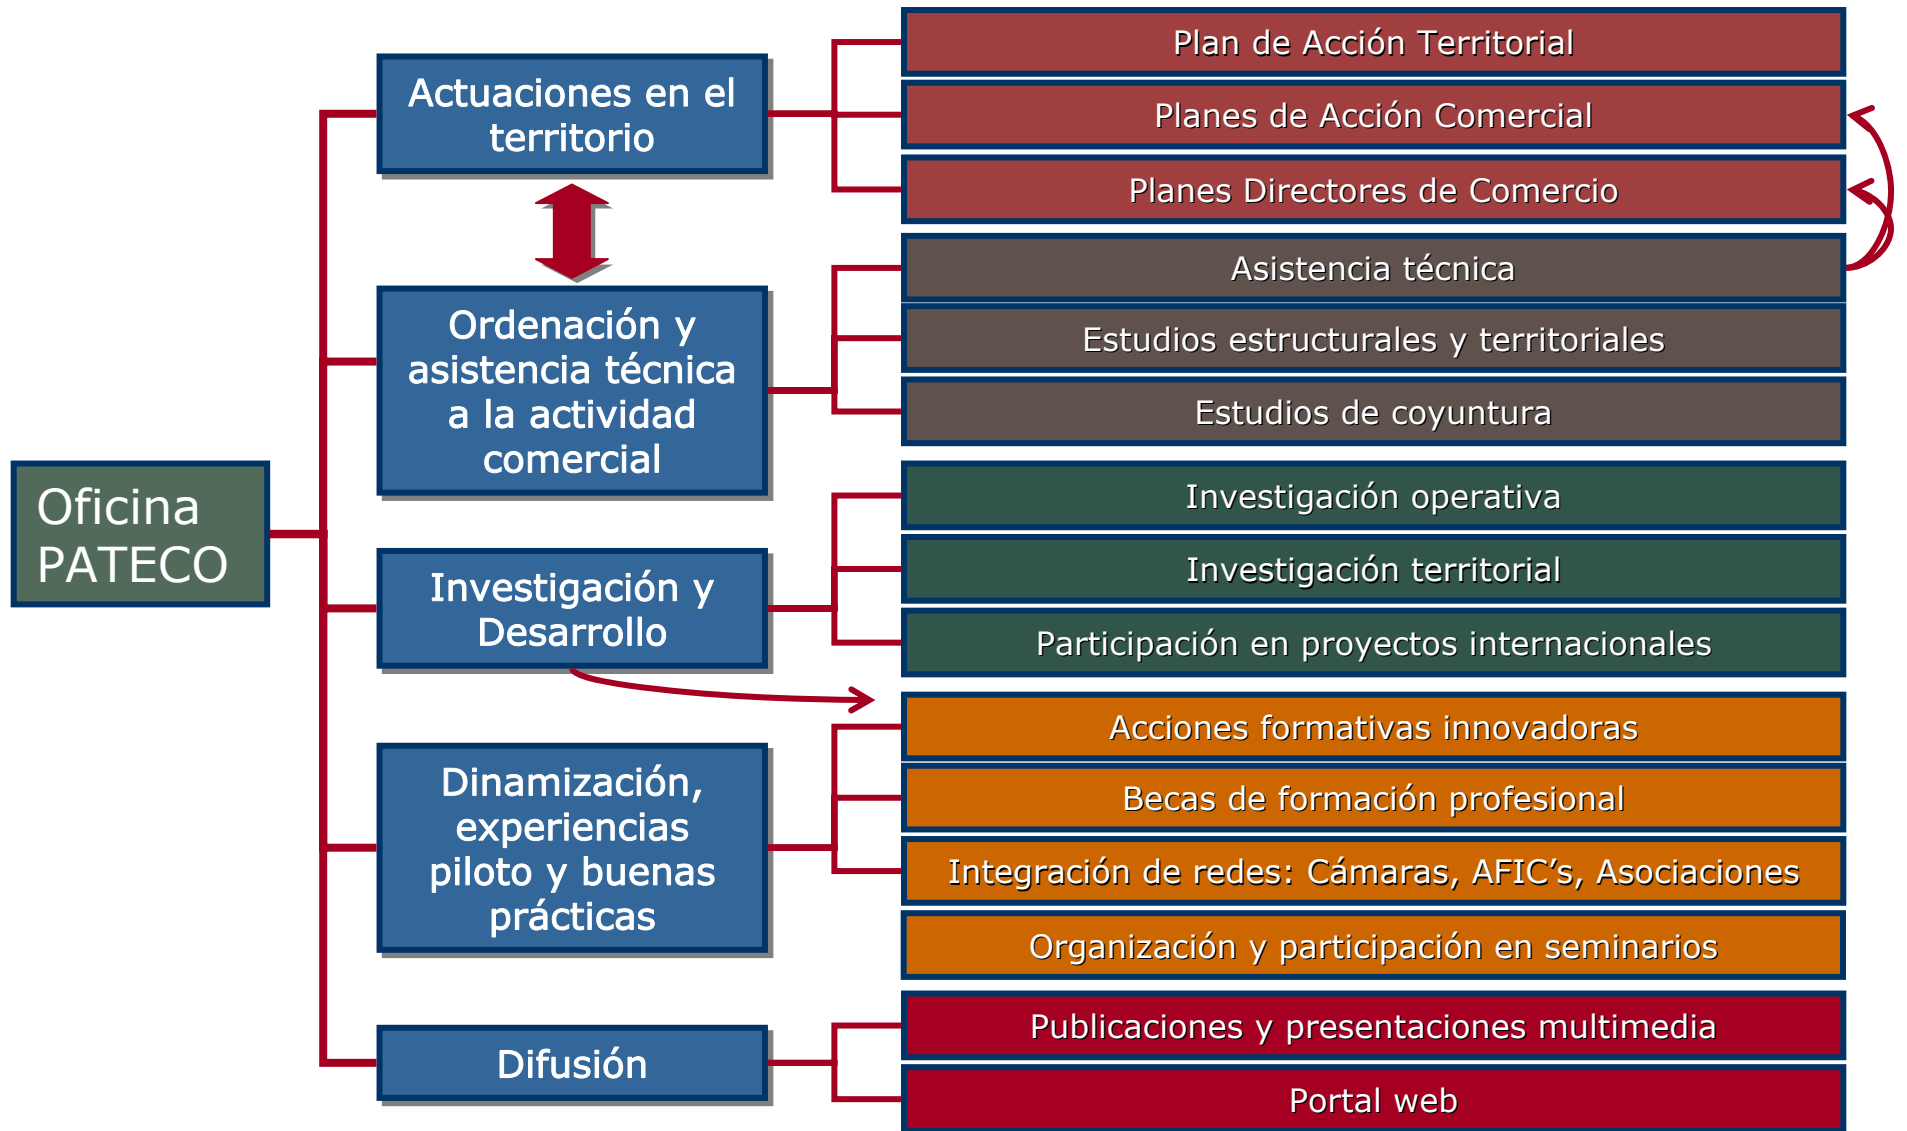 Oficina
PATECO
Actuaciones en el
territorio
Plan de Acción Territorial
Planes de Acción Comercial
Planes Directores de Comercio
Ordenación y
asistencia técnica
a la actividad
comercial
Asistencia técnica
Estudios estructurales y territoriales
Estudios de coyuntura
Investigación y
Desarrollo
Investigación operativa
Investigación territorial
Participación en proyectos internacionales
Dinamización,
experiencias
piloto y buenas
prácticas
Acciones formativas innovadoras
Becas de formación profesional
Integración de redes: Cámaras, AFIC’s, Asociaciones
Organización y participación en seminarios
Difusión
Publicaciones y presentaciones multimedia
Portal web